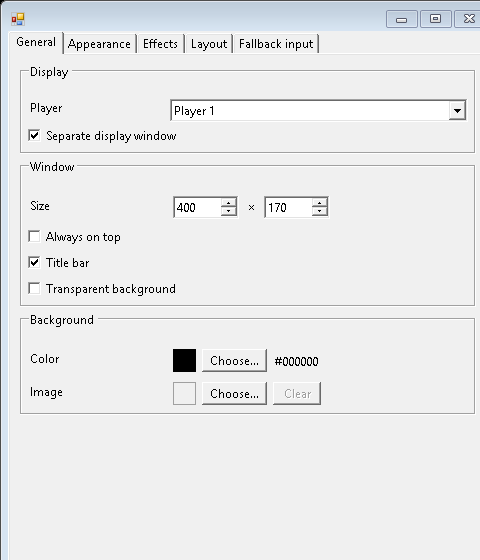 General Appearance Effects Layout Fallback input
Display
Player Player 1
Separate display window
Window
Size 400 × 170
Always on top
Title bar
Transparent background
Background
Color Choose... #000000
Image Choose... Clear